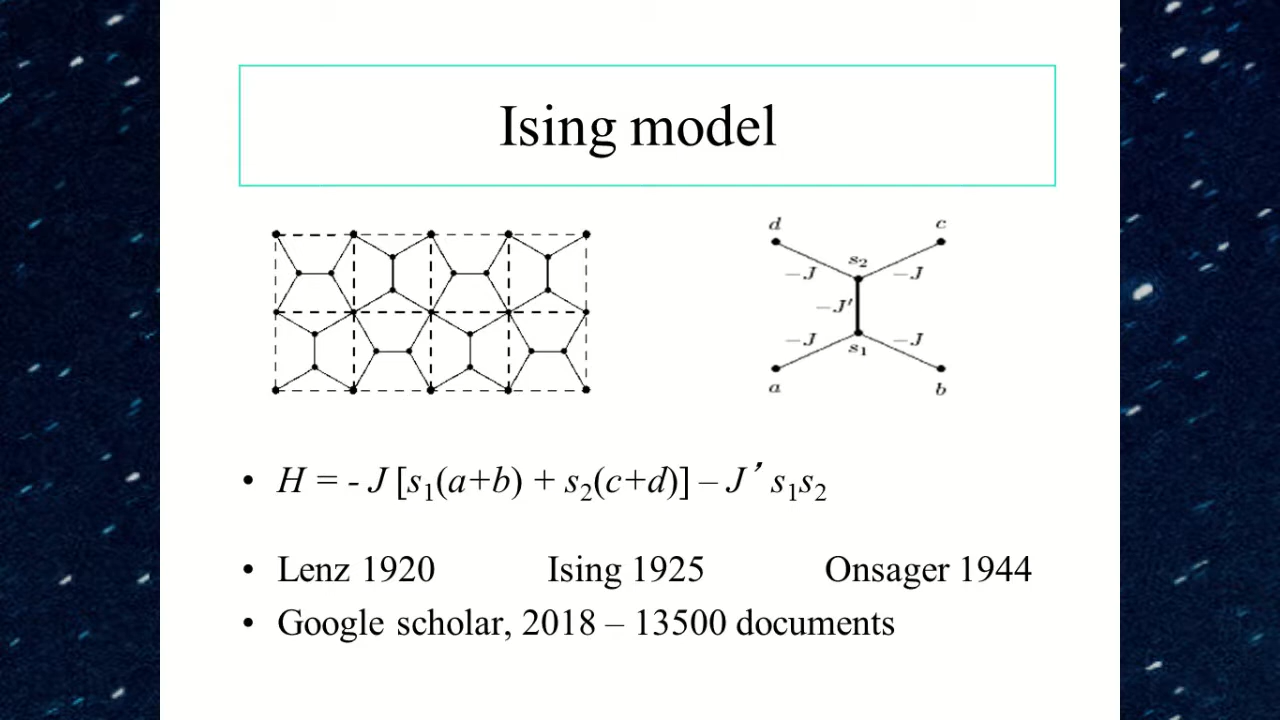 Ising model
d c
s₂
−J −J
−J′
−J −J
s₁
a b
• H = - J [s₁(a+b) + s₂(c+d)] – J’ s₁s₂
• Lenz 1920 Ising 1925 Onsager 1944
• Google scholar, 2018 – 13500 documents